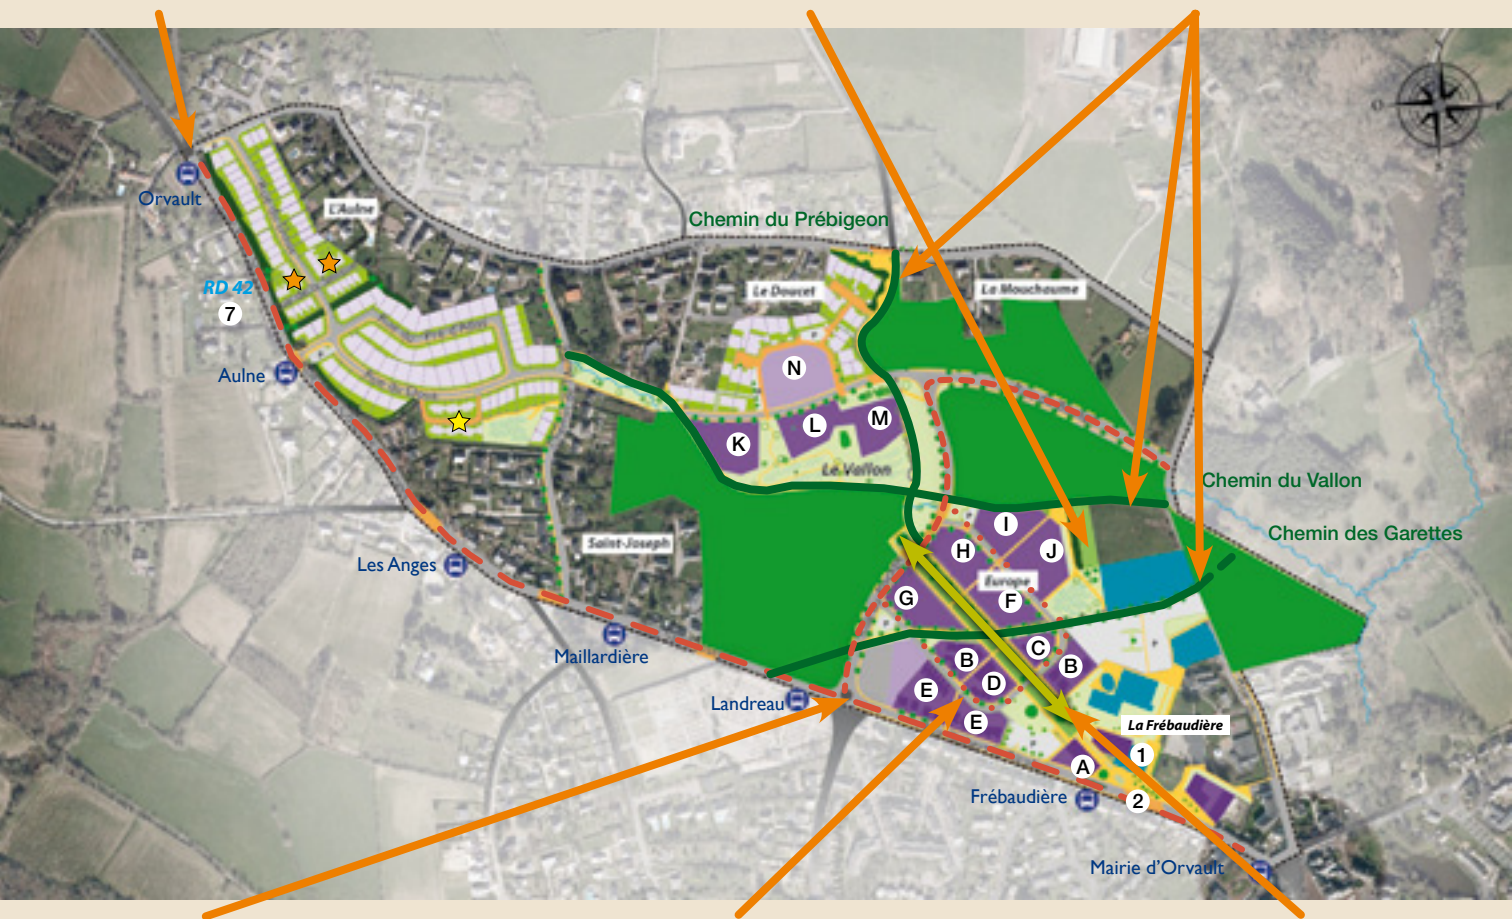 Orvault
L'Aulne
Chemin du Prébigeon
RD 42
7
Le Doucet
La Mouchaume
Aulne
N
M
L
K
Le Vallon
Chemin du Vallon
I
Chemin des Garettes
H
J
Saint-Joseph
Les Anges
Europe
G
F
Maillardière
B
C
B
E
D
Landreau
E
La Frébaudière
1
A
Frébaudière
2
Mairie d'Orvault